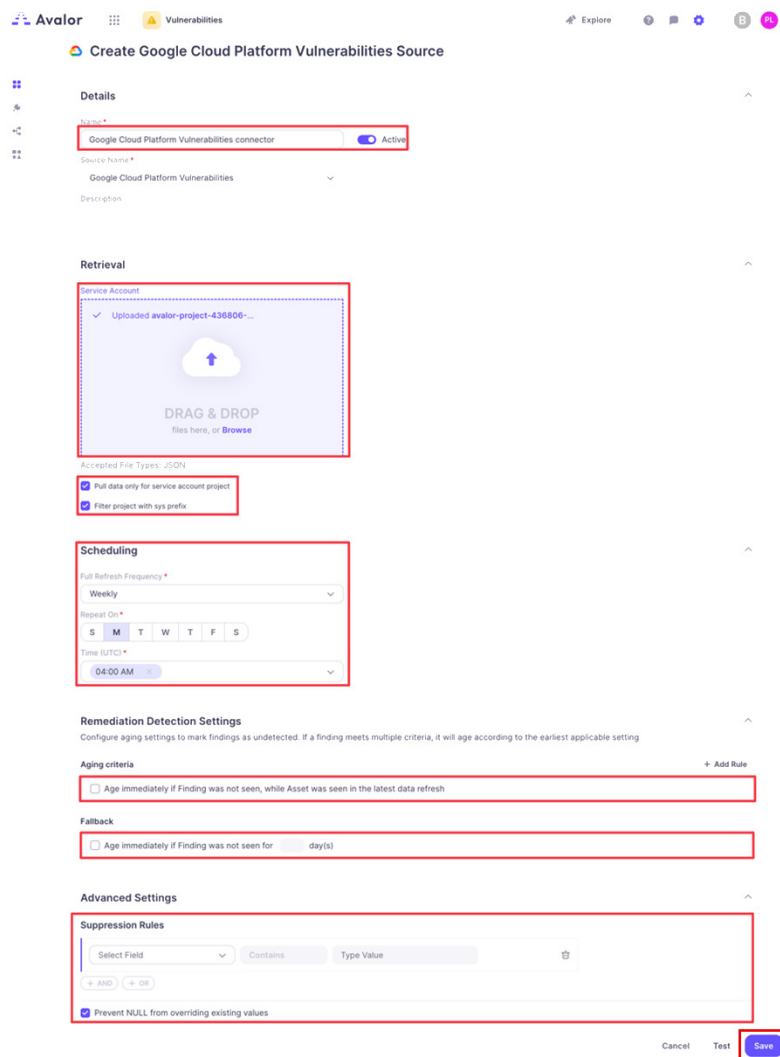 Avalor
Vulnerabilities
Explore
B
PL
Create Google Cloud Platform Vulnerabilities Source
Details
Name *
Google Cloud Platform Vulnerabilities connector
Active
Source Name *
Google Cloud Platform Vulnerabilities
Description
Retrieval
Service Account
Uploaded avalor-project-436806-...
DRAG & DROP
files here, or Browse
Accepted File Types: JSON
Pull data only for service account project
Filter project with sys prefix
Scheduling
Full Refresh Frequency *
Weekly
Repeat On *
S M T W T F S
Time (UTC) *
04:00 AM ×
Remediation Detection Settings
Configure aging settings to mark findings as undetected. If a finding meets multiple criteria, it will age according to the earliest applicable setting
Aging criteria
+ Add Rule
Age immediately if Finding was not seen, while Asset was seen in the latest data refresh
Fallback
Age immediately if Finding was not seen for day(s)
Advanced Settings
Suppression Rules
Select Field Contains Type Value
+ AND + OR
Prevent NULL from overriding existing values
Cancel Test Save